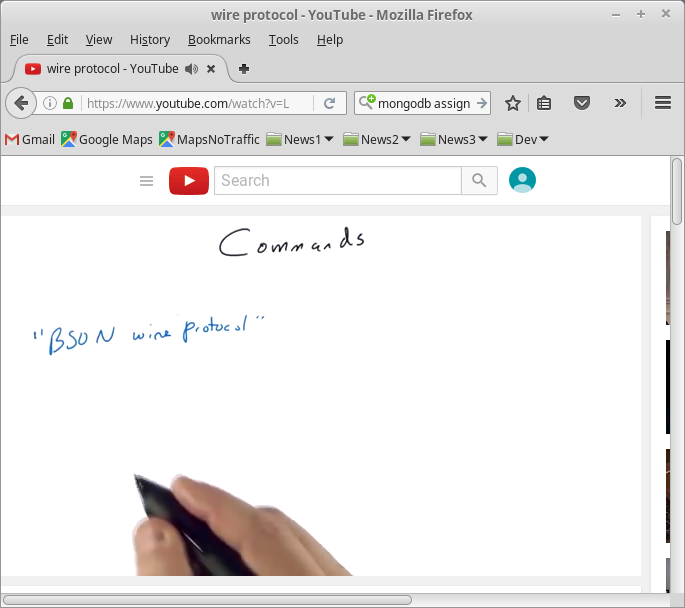 wire protocol - YouTube - Mozilla Firefox
File Edit View History Bookmarks Tools Help
wire protocol - YouTube
https://www.youtube.com/watch?v=L mongodb assign
Gmail Google Maps MapsNoTraffic News1 News2 News3 Dev
Search
Commands
"BSON wire protocol"